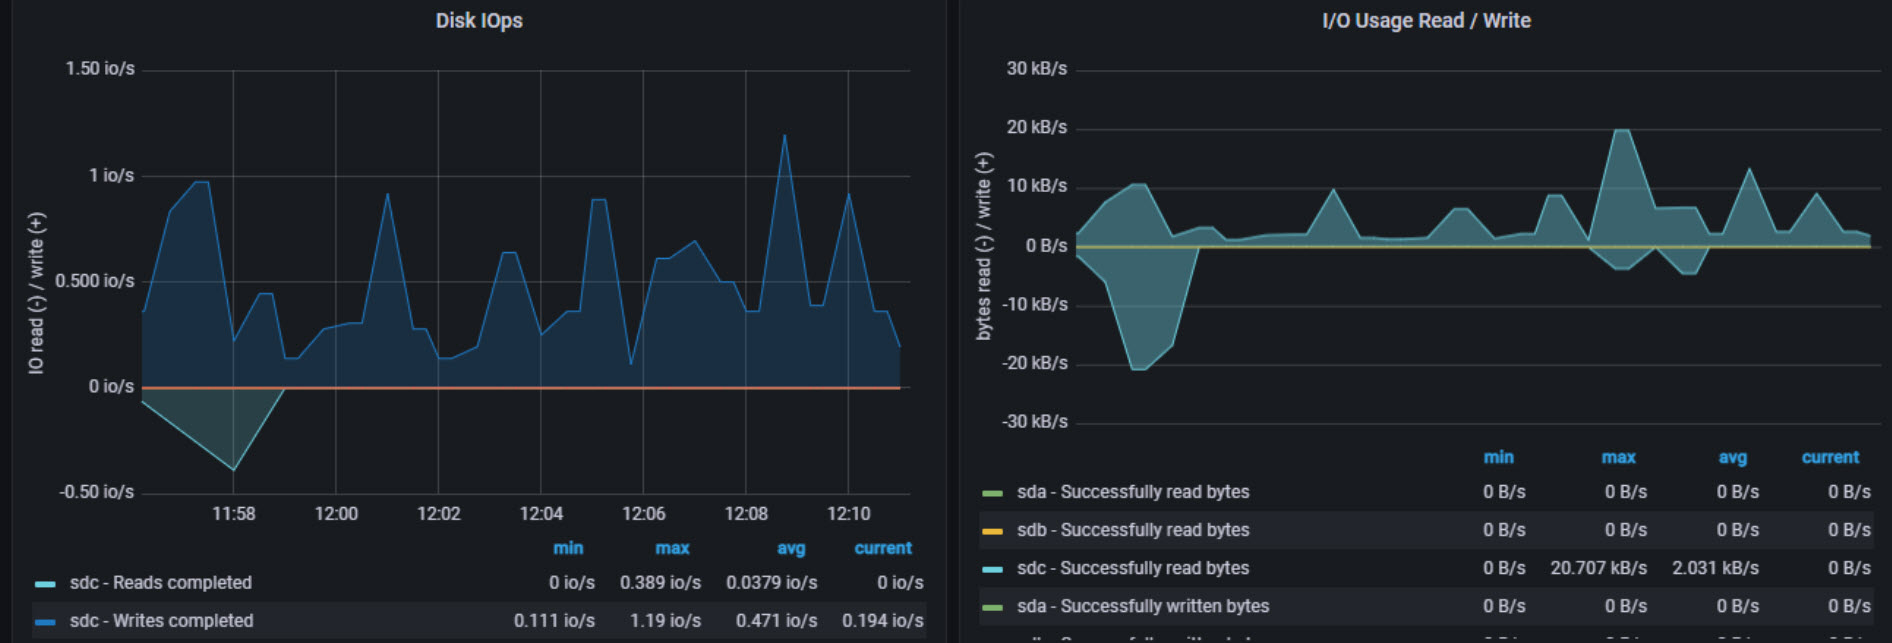 Disk IOps
1.50 io/s
1 io/s
0.500 io/s
0 io/s
-0.50 io/s
IO read (-) / write (+)
11:58 12:00 12:02 12:04 12:06 12:08 12:10
min max avg current
sdc - Reads completed 0 io/s 0.389 io/s 0.0379 io/s 0 io/s
sdc - Writes completed 0.111 io/s 1.19 io/s 0.471 io/s 0.194 io/s
I/O Usage Read / Write
30 kB/s
20 kB/s
10 kB/s
0 B/s
-10 kB/s
-20 kB/s
-30 kB/s
bytes read (-) / write (+)
min max avg current
sda - Successfully read bytes 0 B/s 0 B/s 0 B/s 0 B/s
sdb - Successfully read bytes 0 B/s 0 B/s 0 B/s 0 B/s
sdc - Successfully read bytes 0 B/s 20.707 kB/s 2.031 kB/s 0 B/s
sda - Successfully written bytes 0 B/s 0 B/s 0 B/s 0 B/s